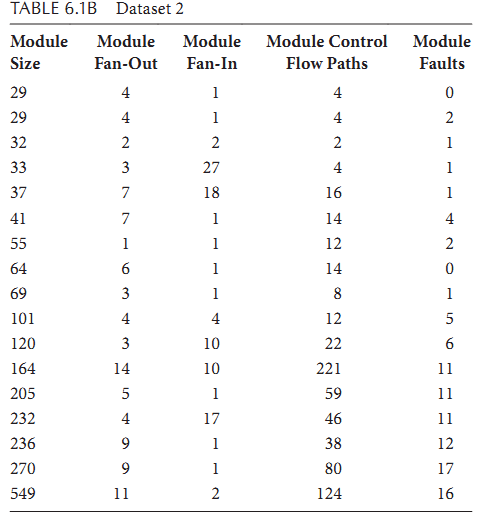 TABLE 6.1B Dataset 2
Module Module Module Module Control Module
Size Fan-Out Fan-In Flow Paths Faults
29 4 1 4 0
29 4 1 4 2
32 2 2 2 1
33 3 27 4 1
37 7 18 16 1
41 7 1 14 4
55 1 1 12 2
64 6 1 14 0
69 3 1 8 1
101 4 4 12 5
120 3 10 22 6
164 14 10 221 11
205 5 1 59 11
232 4 17 46 11
236 9 1 38 12
270 9 1 80 17
549 11 2 124 16